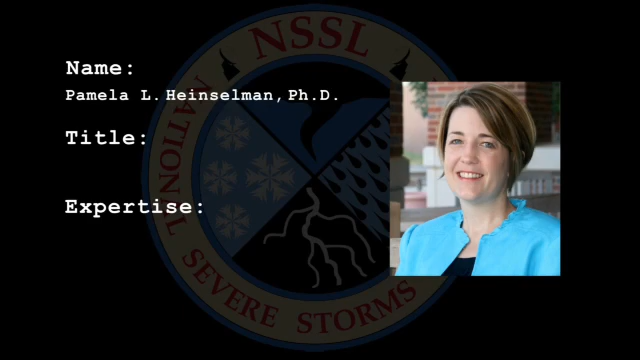 Name:
Pamela L. Heinselman, Ph.D.
Title:
Expertise:
NSSL
NATIONAL SEVERE STORMS